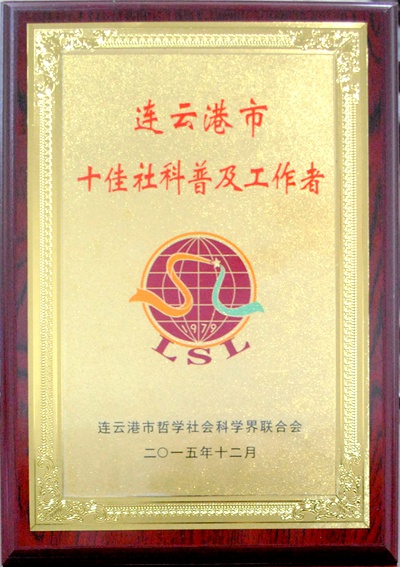 连云港市
十佳社科普及工作者
1979
LSL
连云港市哲学社会科学界联合会
二〇一五年十二月